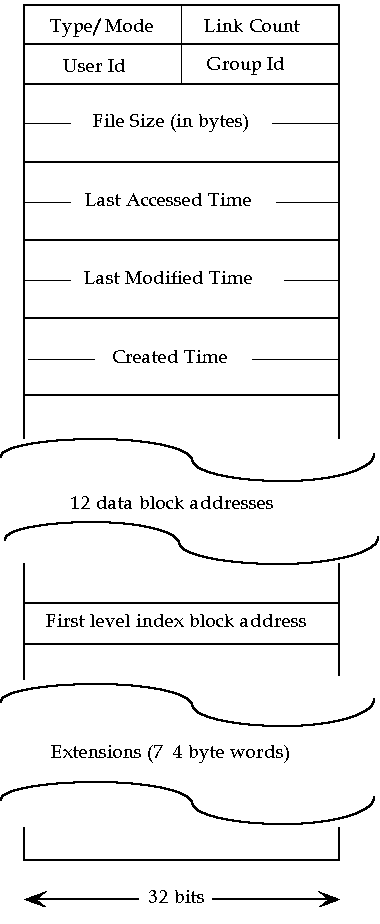 Type/Mode Link Count
User Id Group Id
File Size (in bytes)
Last Accessed Time
Last Modified Time
Created Time
12 data block addresses
First level index block address
Extensions (7 4 byte words)
32 bits